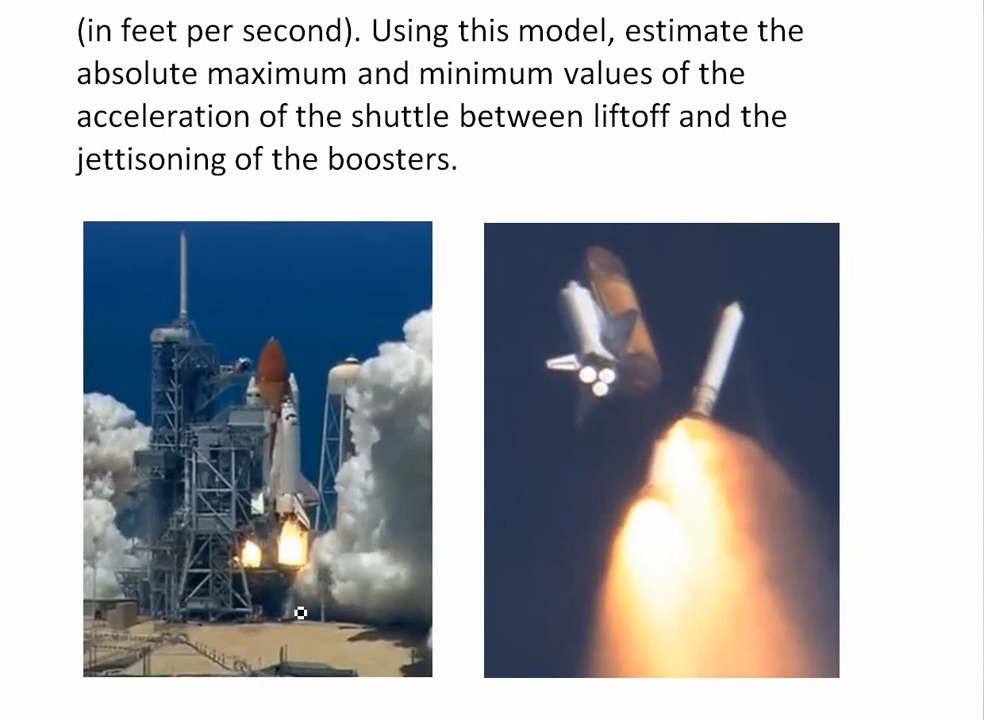 (in feet per second). Using this model, estimate the
absolute maximum and minimum values of the
acceleration of the shuttle between liftoff and the
jettisoning of the boosters.